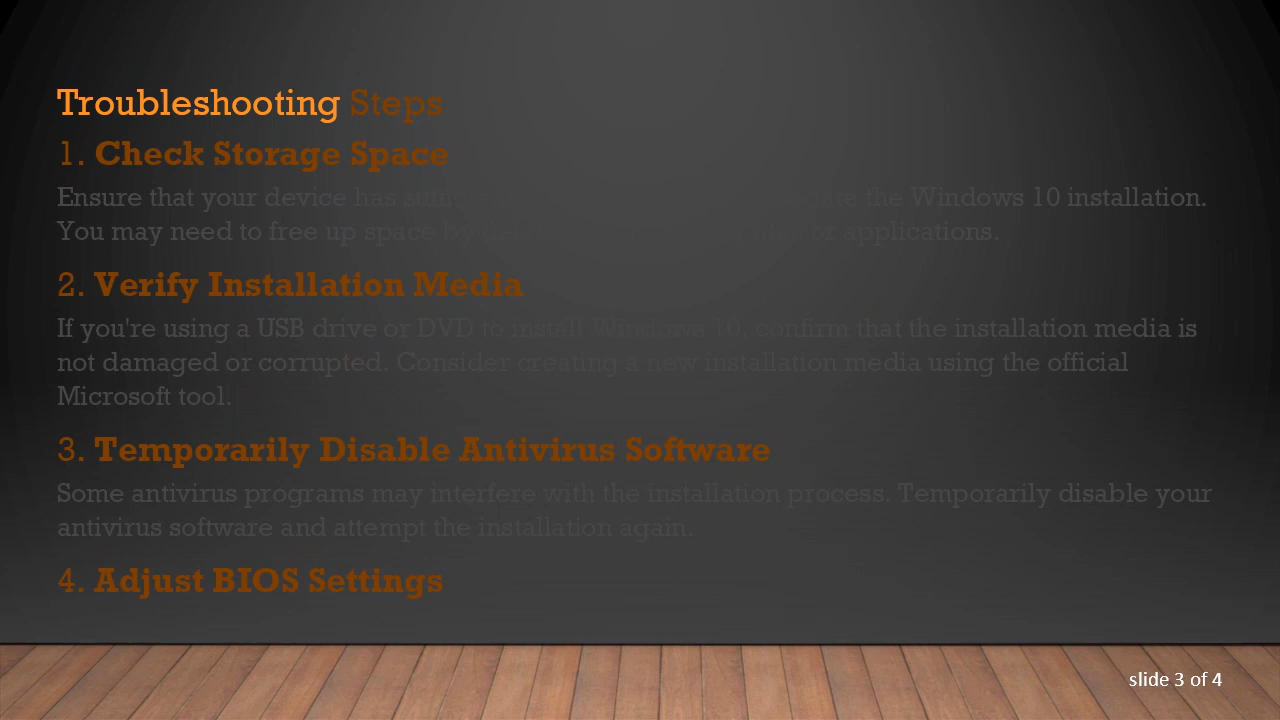 Troubleshooting Steps
1. Check Storage Space
Ensure that your device has the Windows 10 installation.
You may need to free up space by or applications.
2. Verify Installation Media
If you're using a USB drive or DVD to install Windows 10, confirm that the installation media is
not damaged or corrupted. Consider creating a new installation media using the official
Microsoft tool.
3. Temporarily Disable Antivirus Software
Some antivirus programs may interfere with the installation process. Temporarily disable your
antivirus software and attempt the installation again.
4. Adjust BIOS Settings
slide 3 of 4